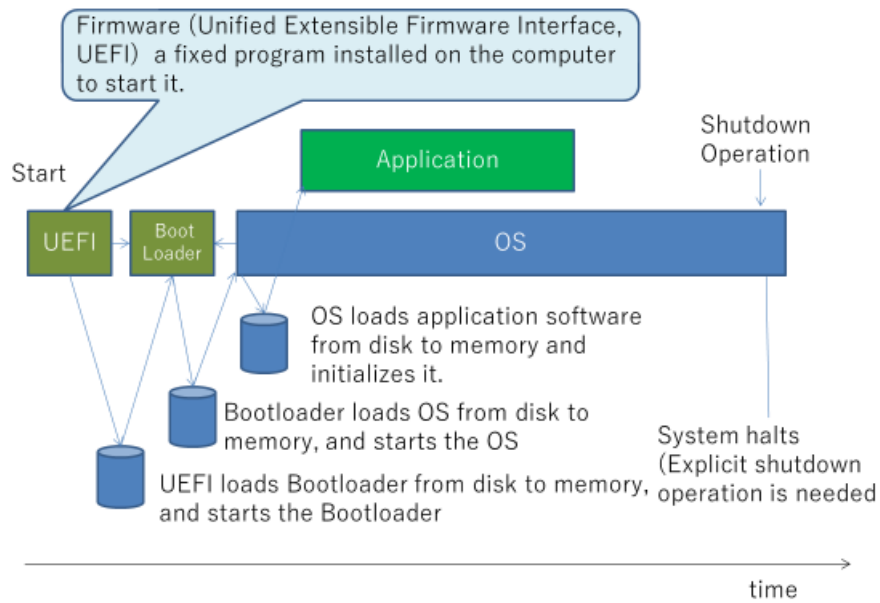 Firmware (Unified Extensible Firmware Interface,
UEFI)  a fixed program installed on the computer
to start it.
Shutdown
Operation
Application
Start
UEFI
Boot
Loader
OS
OS loads application software
from disk to memory and
initializes it.
Bootloader loads OS from disk to
memory, and starts the OS
System halts
(Explicit shutdown
operation is needed
UEFI loads Bootloader from disk to memory,
and starts the Bootloader
time